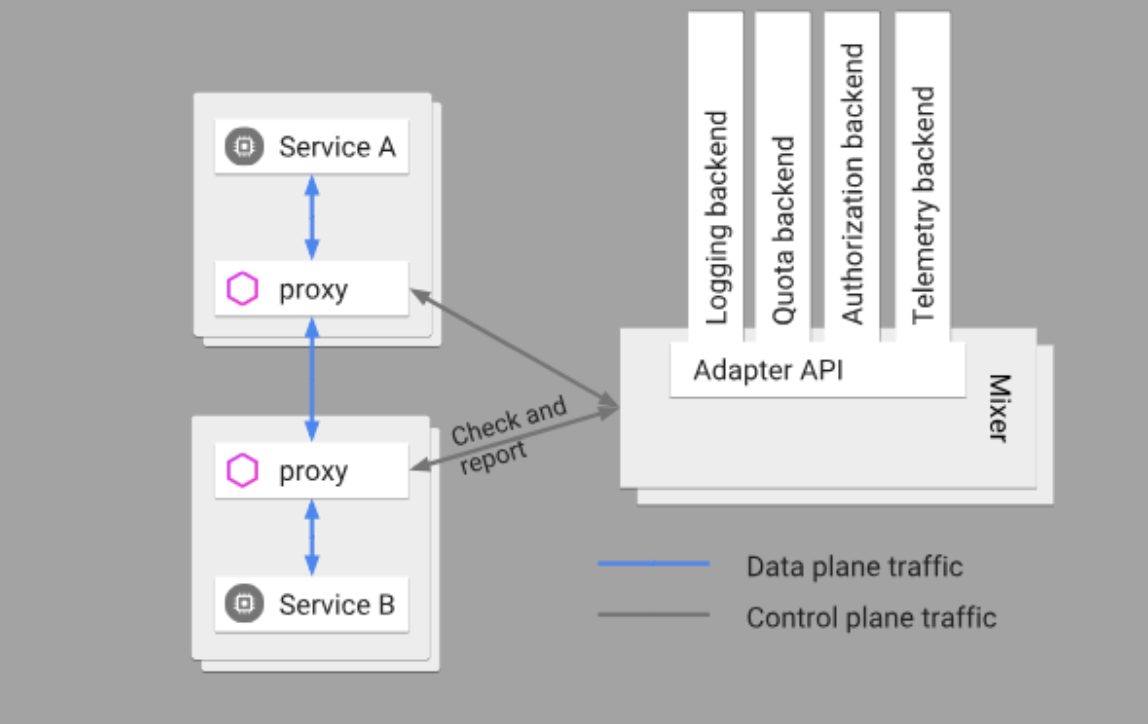 Service A
proxy
proxy
Service B
Check and
report
Logging backend
Quota backend
Authorization backend
Telemetry backend
Adapter API
Mixer
Data plane traffic
Control plane traffic